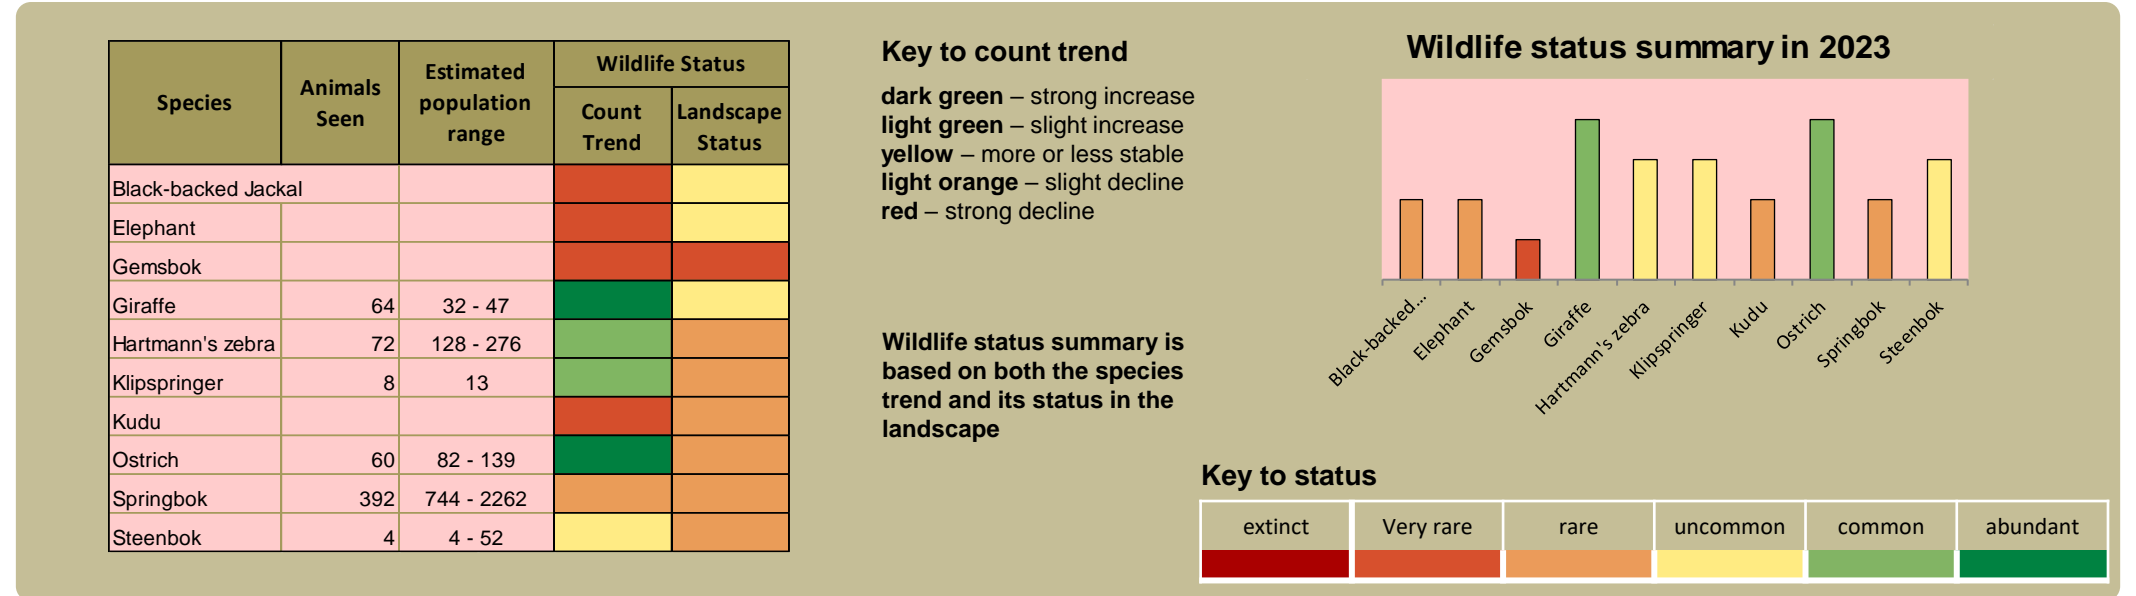 Species
Animals
Seen
Estimated
population
range
Wildlife Status
Count
Trend
Landscape
Status
Black-backed Jackal
Elephant
Gemsbok
Giraffe 64 32 - 47
Hartmann's zebra 72 128 - 276
Klipspringer 8 13
Kudu
Ostrich 60 82 - 139
Springbok 392 744 - 2262
Steenbok 4 4 - 52
Key to count trend
dark green – strong increase
light green – slight increase
yellow – more or less stable
light orange – slight decline
red – strong decline
Wildlife status summary is
based on both the species
trend and its status in the
landscape
Wildlife status summary in 2023
Black-backed...
Elephant
Gemsbok
Giraffe
Hartmann's zebra
Klipspringer
Kudu
Ostrich
Springbok
Steenbok
Key to status
extinct Very rare rare uncommon common abundant